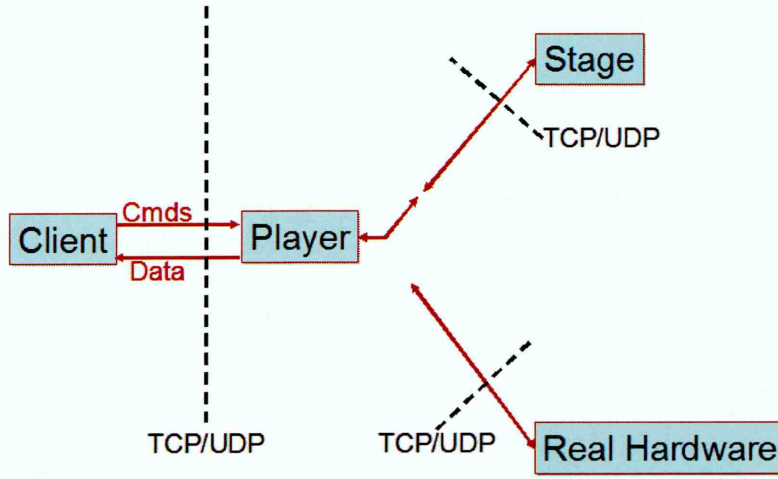 Stage
TCP/UDP
Cmds
Client
Player
Data
TCP/UDP
TCP/UDP
Real Hardware